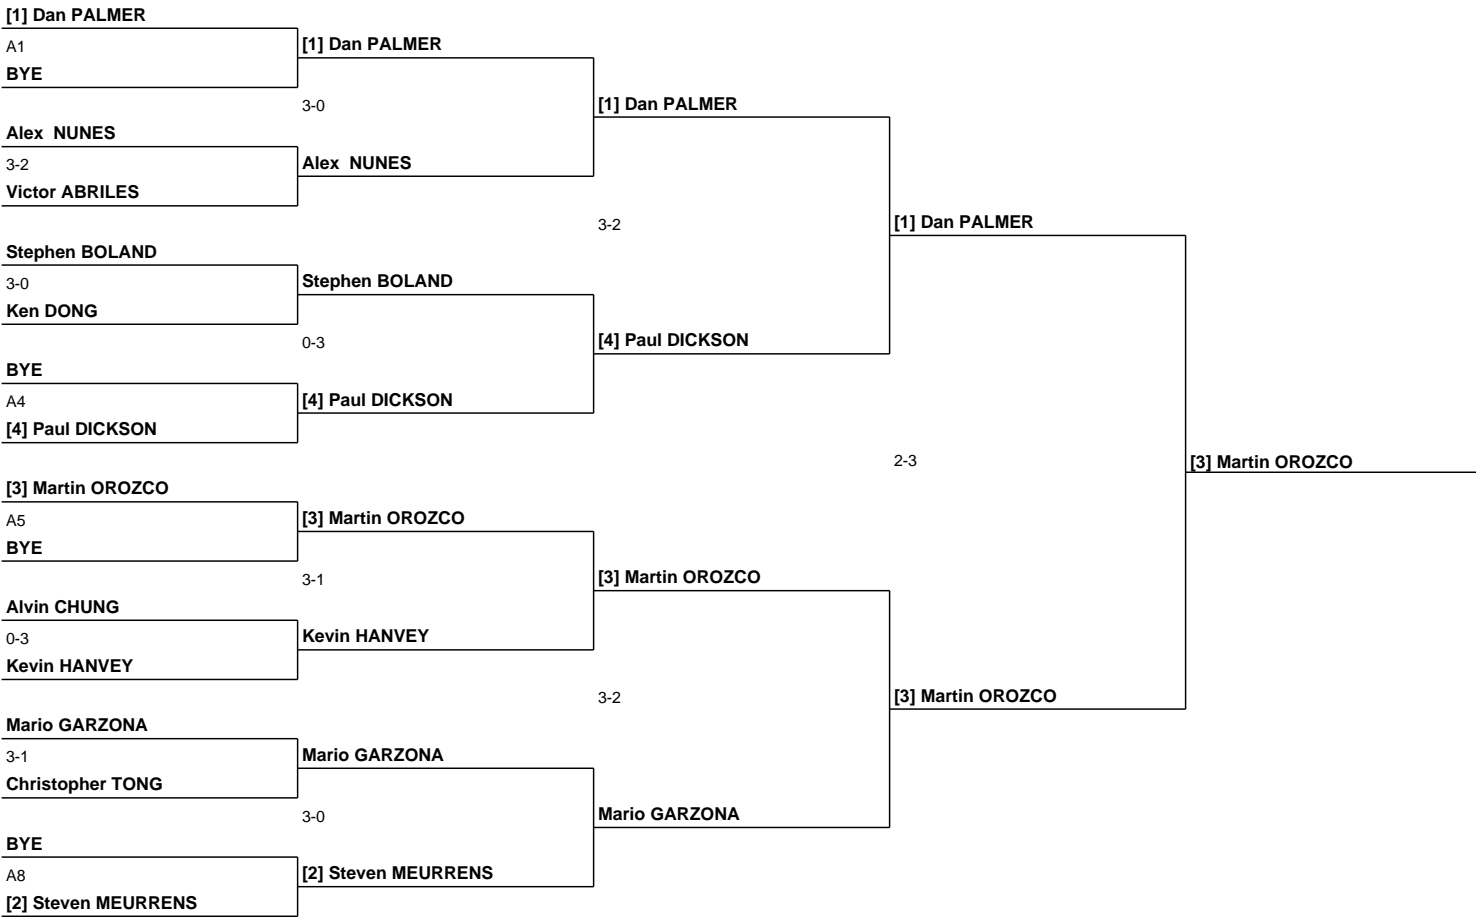 [1] Dan PALMER
A1
[1] Dan PALMER
BYE
3-0
[1] Dan PALMER
Alex  NUNES
3-2
Alex  NUNES
Victor ABRILES
3-2
[1] Dan PALMER
Stephen BOLAND
3-0
Stephen BOLAND
Ken DONG
0-3
[4] Paul DICKSON
BYE
A4
[4] Paul DICKSON
[4] Paul DICKSON
2-3
[3] Martin OROZCO
[3] Martin OROZCO
A5
[3] Martin OROZCO
BYE
3-1
[3] Martin OROZCO
Alvin CHUNG
0-3
Kevin HANVEY
Kevin HANVEY
3-2
[3] Martin OROZCO
Mario GARZONA
3-1
Mario GARZONA
Christopher TONG
3-0
Mario GARZONA
BYE
A8
[2] Steven MEURRENS
[2] Steven MEURRENS